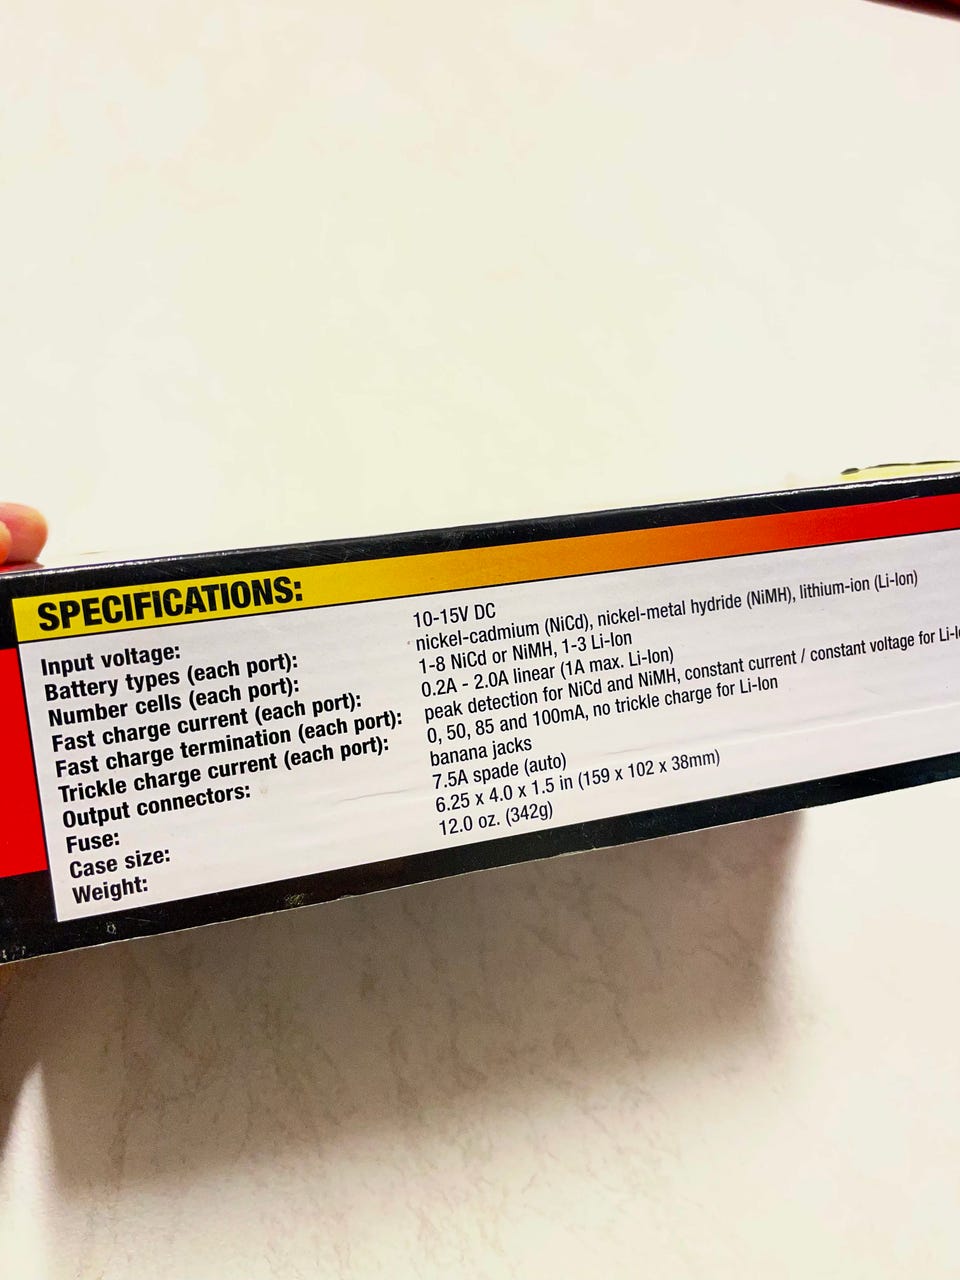 SPECIFICATIONS:
Input voltage: 10-15V DC
Battery types (each port): nickel-cadmium (NiCd), nickel-metal hydride (NiMH), lithium-ion (Li-Ion)
Number cells (each port): 1-8 NiCd or NiMH, 1-3 Li-Ion
Fast charge current (each port): 0.2A - 2.0A linear (1A max. Li-Ion)
Fast charge termination (each port): peak detection for NiCd and NiMH, constant current / constant voltage for
Trickle charge current (each port): 0, 50, 85 and 100mA, no trickle charge for Li-Ion
Output connectors: banana jacks
Fuse: 7.5A spade (auto)
Case size: 6.25 x 4.0 x 1.5 in (159 x 102 x 38mm)
Weight: 12.0 oz. (342g)